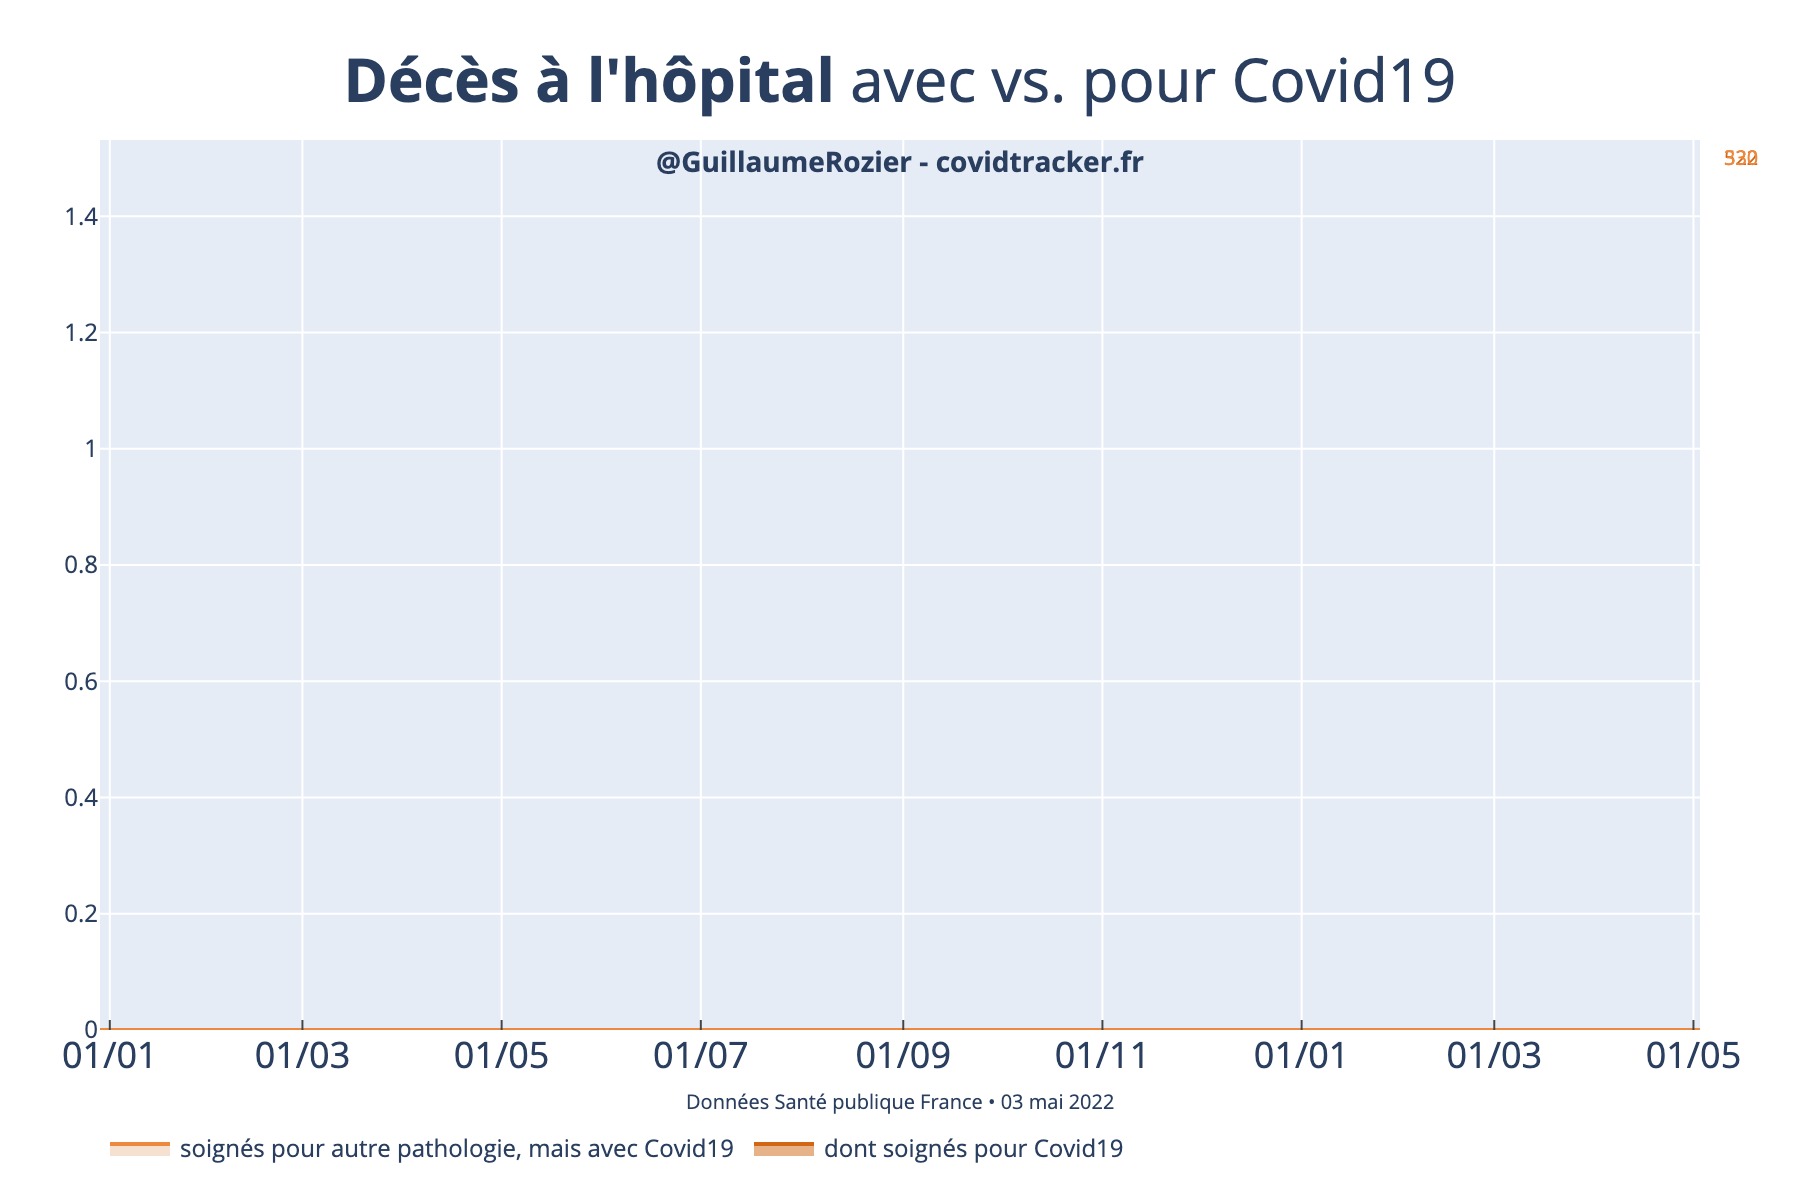 Décès à l'hôpital avec vs. pour Covid19
@GuillaumeRozier - covidtracker.fr
1.4
1.2
1
0.8
0.6
0.4
0.2
0
01/01 01/03 01/05 01/07 01/09 01/11 01/01 01/03 01/05
Données Santé publique France • 03 mai 2022
soignés pour autre pathologie, mais avec Covid19 dont soignés pour Covid19